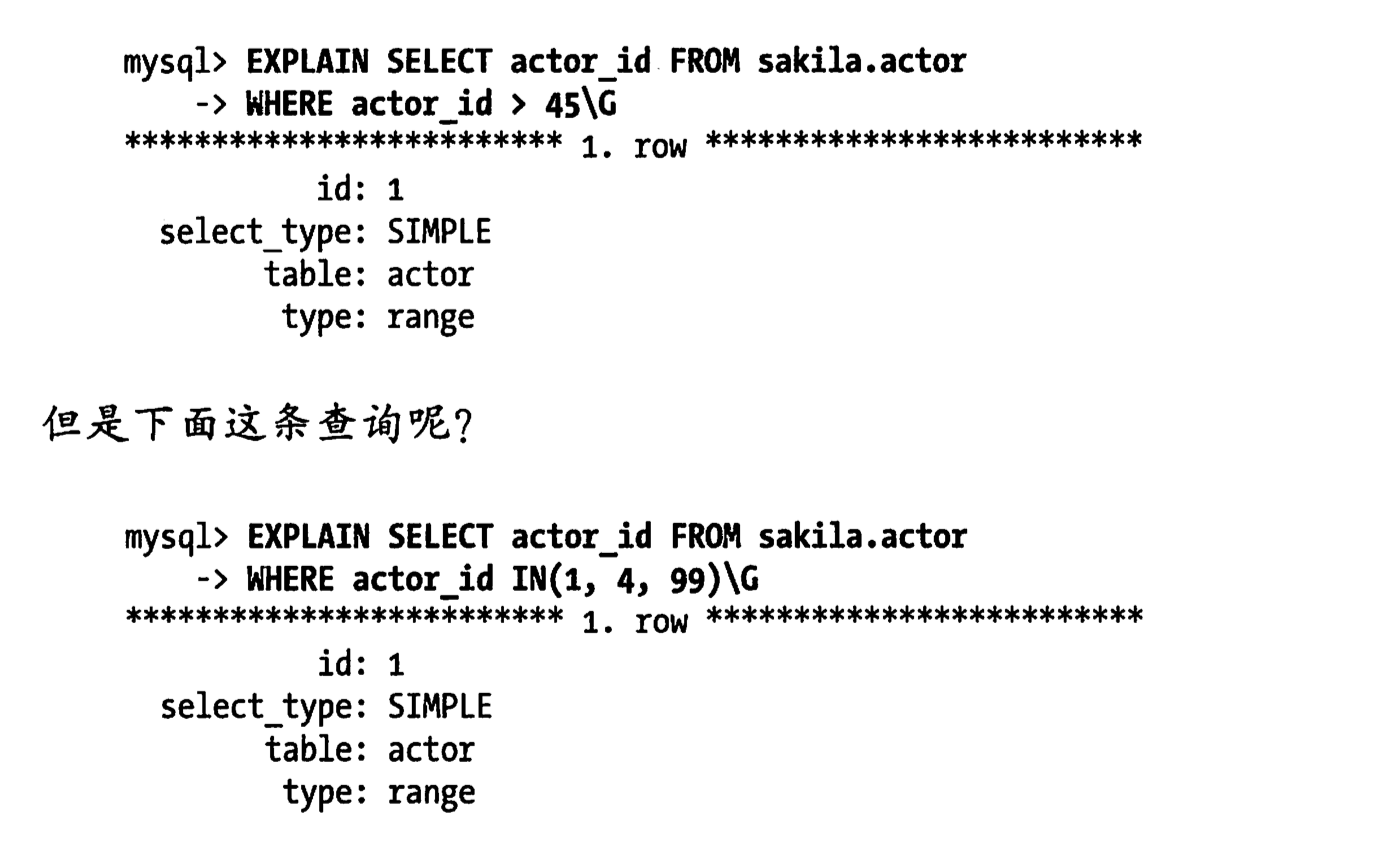 mysql> EXPLAIN SELECT actor_id FROM sakila.actor
-> WHERE actor_id > 45\G
************************* 1. row *************************
id: 1
select_type: SIMPLE
table: actor
type: range
但是下面这条查询呢?
mysql> EXPLAIN SELECT actor_id FROM sakila.actor
-> WHERE actor_id IN(1, 4, 99)\G
************************* 1. row *************************
id: 1
select_type: SIMPLE
table: actor
type: range